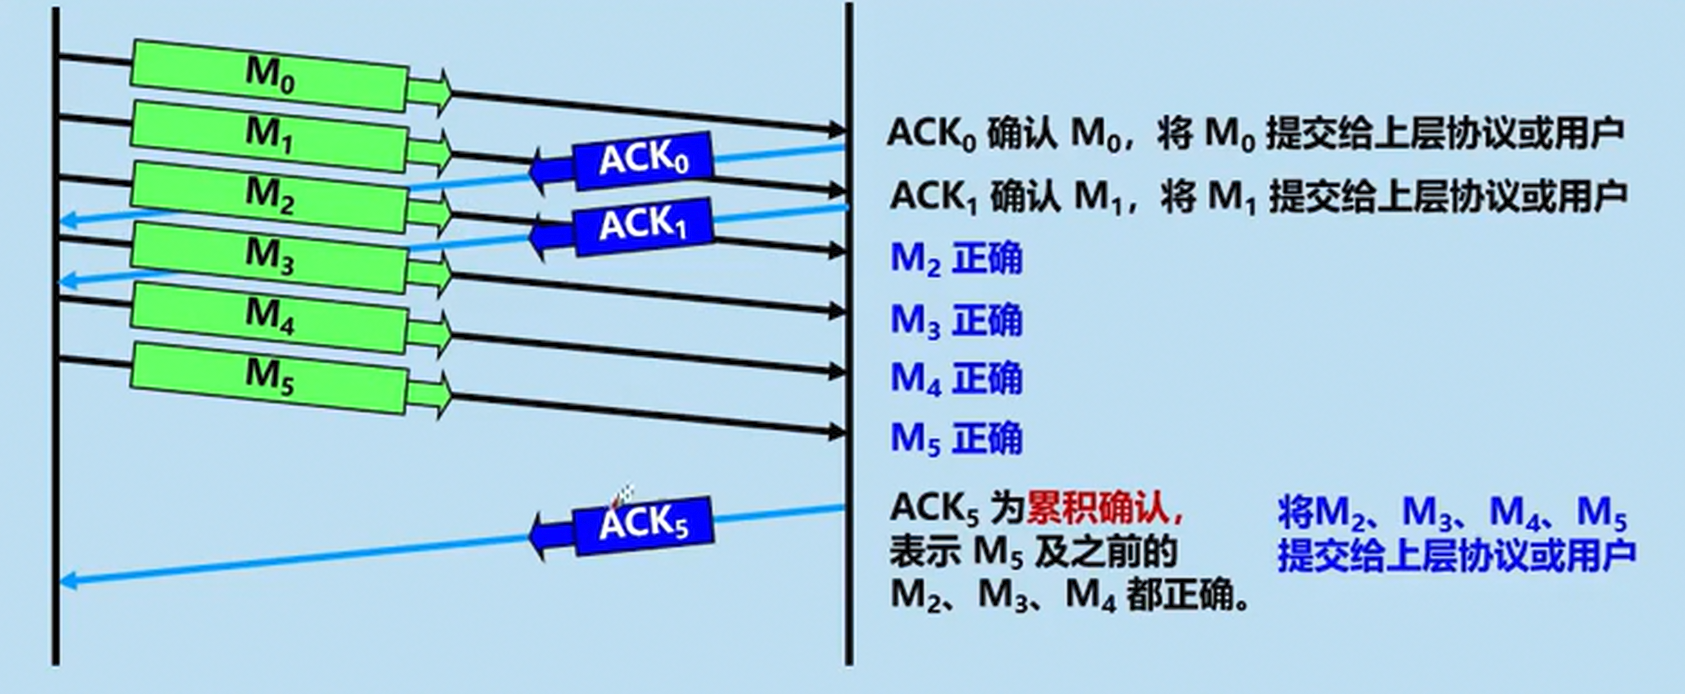 M₀
M₁
M₂
M₃
M₄
M₅
ACK₀
ACK₁
ACK₅
ACK₀ 确认 M₀，将 M₀ 提交给上层协议或用户
ACK₁ 确认 M₁，将 M₁ 提交给上层协议或用户
M₂ 正确
M₃ 正确
M₄ 正确
M₅ 正确
ACK₅ 为累积确认，
表示 M₅ 及之前的
M₂、M₃、M₄ 都正确。
将M₂、M₃、M₄、M₅
提交给上层协议或用户